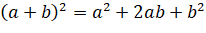 (a + b)² = a² + 2ab + b²